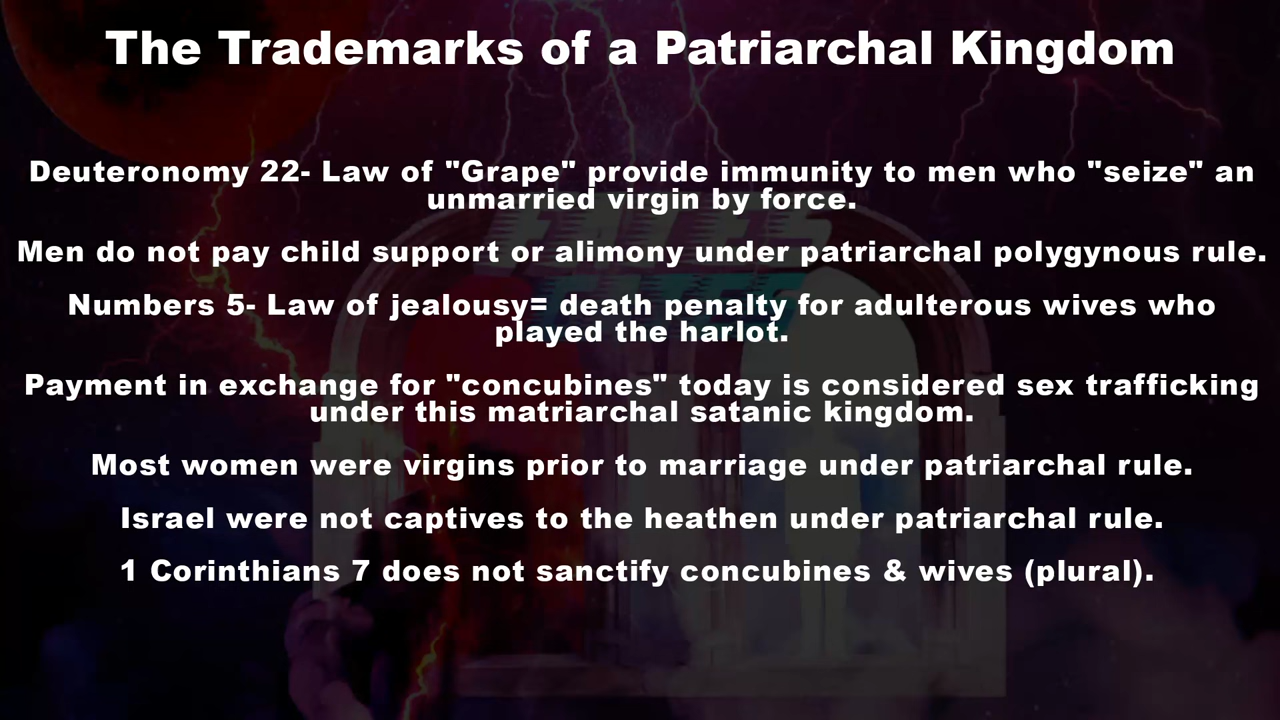 The Trademarks of a Patriarchal Kingdom
Deuteronomy 22- Law of "Grape" provide immunity to men who "seize" an
unmarried virgin by force.
Men do not pay child support or alimony under patriarchal polygynous rule.
Numbers 5- Law of jealousy= death penalty for adulterous wives who
played the harlot.
Payment in exchange for "concubines" today is considered sex trafficking
under this matriarchal satanic kingdom.
Most women were virgins prior to marriage under patriarchal rule.
Israel were not captives to the heathen under patriarchal rule.
1 Corinthians 7 does not sanctify concubines & wives (plural).